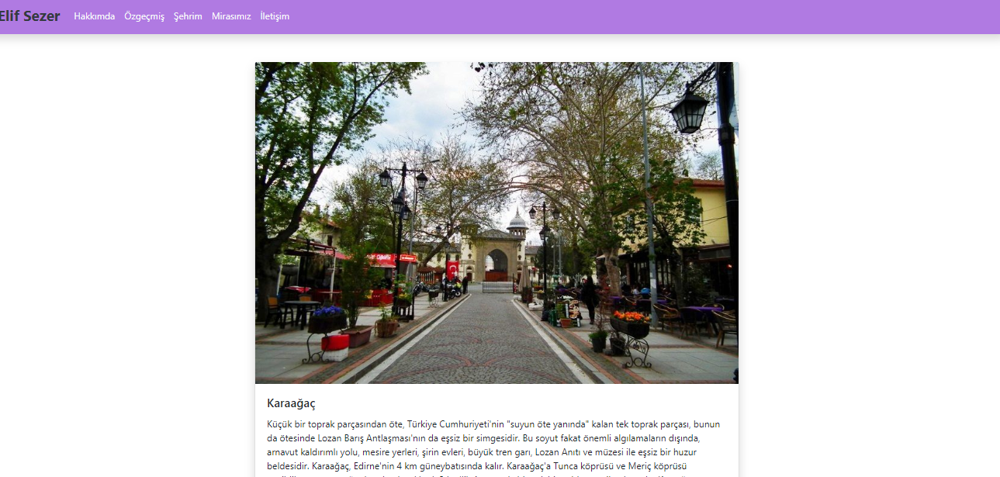 Elif Sezer Hakkımda Özgeçmiş Şehrim Mirasımız İletişim
Karaağaç
Küçük bir toprak parçasından öte, Türkiye Cumhuriyeti'nin "suyun öte yanında" kalan tek toprak parçası, bunun
da ötesinde Lozan Barış Antlaşması'nın da eşsiz bir simgesidir. Bu soyut fakat önemli algılamaların dışında,
arnavut kaldırımlı yolu, mesire yerleri, şirin evleri, büyük tren garı, Lozan Anıtı ve müzesi ile eşsiz bir huzur
beldesidir. Karaağaç, Edirne'nin 4 km güneybatısında kalır. Karaağaç'a Tunca köprüsü ve Meriç köprüsü